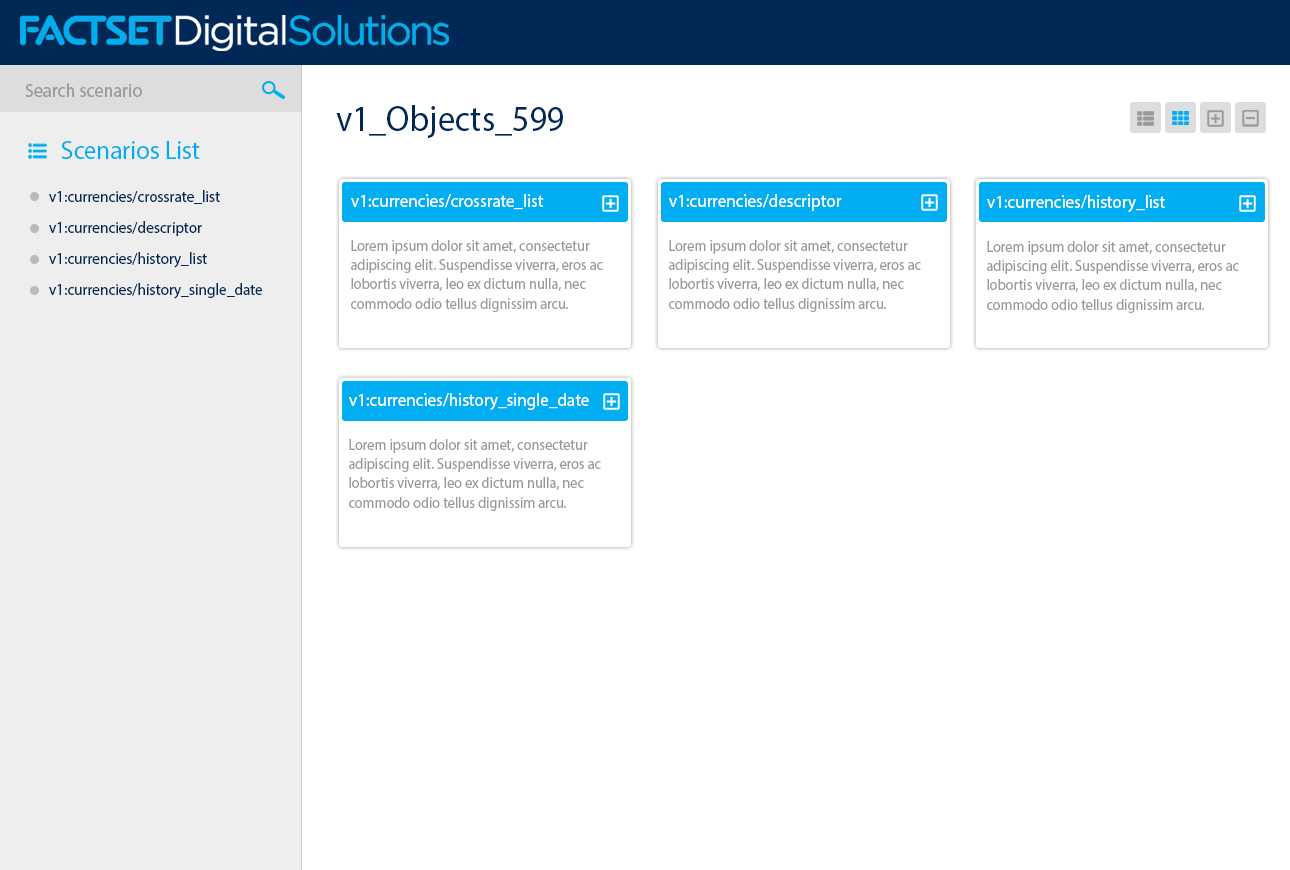 FACTSETDigitalSolutions
Search scenario
Scenarios List
v1:currencies/crossrate_list
v1:currencies/descriptor
v1:currencies/history_list
v1:currencies/history_single_date
v1_Objects_599
v1:currencies/crossrate_list
Lorem ipsum dolor sit amet, consectetur
adipiscing elit. Suspendisse viverra, eros ac
lobortis viverra, leo ex dictum nulla, nec
commodo odio tellus dignissim arcu.
v1:currencies/descriptor
Lorem ipsum dolor sit amet, consectetur
adipiscing elit. Suspendisse viverra, eros ac
lobortis viverra, leo ex dictum nulla, nec
commodo odio tellus dignissim arcu.
v1:currencies/history_list
Lorem ipsum dolor sit amet, consectetur
adipiscing elit. Suspendisse viverra, eros ac
lobortis viverra, leo ex dictum nulla, nec
commodo odio tellus dignissim arcu.
v1:currencies/history_single_date
Lorem ipsum dolor sit amet, consectetur
adipiscing elit. Suspendisse viverra, eros ac
lobortis viverra, leo ex dictum nulla, nec
commodo odio tellus dignissim arcu.